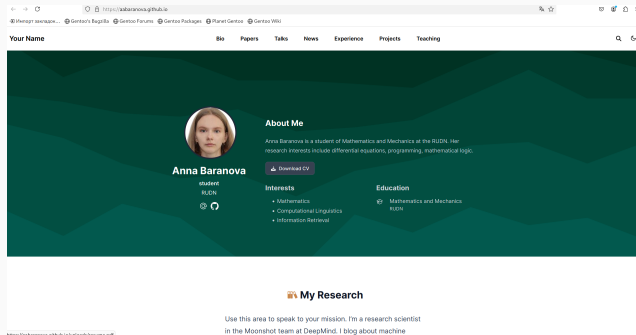 https://aabaranova.github.io
Импорт закладок... Gentoo's Bugzilla Gentoo Forums Gentoo Packages Planet Gentoo Gentoo Wiki
Your Name Bio Papers Talks News Experience Projects Teaching
About Me
Anna Baranova is a student of Mathematics and Mechanics at the RUDN. Her
research interests include differential equations, programming, mathematical logic.
Download CV
Anna Baranova
student
RUDN
Interests
Mathematics
Computational Linguistics
Information Retrieval
Education
Mathematics and Mechanics
RUDN
My Research
Use this area to speak to your mission. I'm a research scientist
in the Moonshot team at DeepMind. I blog about machine